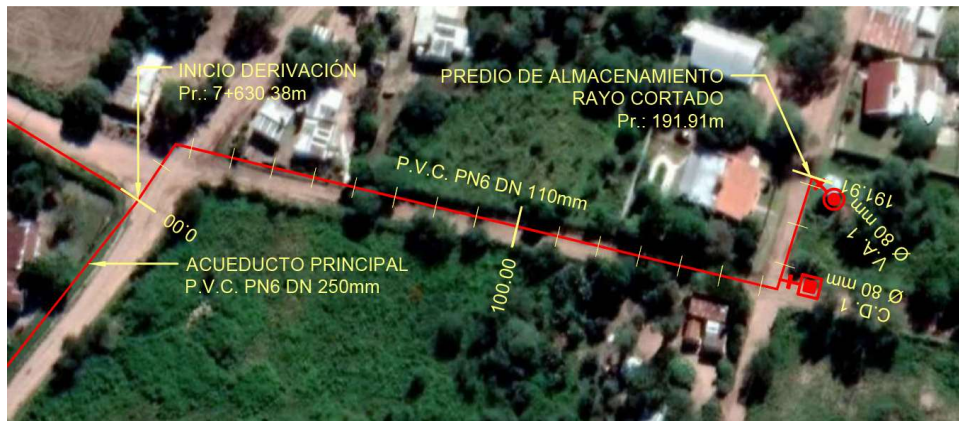 INICIO DERIVACIÓN
Pr.: 7+630.38m
PREDIO DE ALMACENAMIENTO
RAYO CORTADO
Pr.: 191.91m
P.V.C. PN6 DN 110mm
191.91
V.A. 1
Ø 80 mm
0.00
ACUEDUCTO PRINCIPAL
P.V.C. PN6 DN 250mm
100.00
C.D. 1
Ø 80 mm